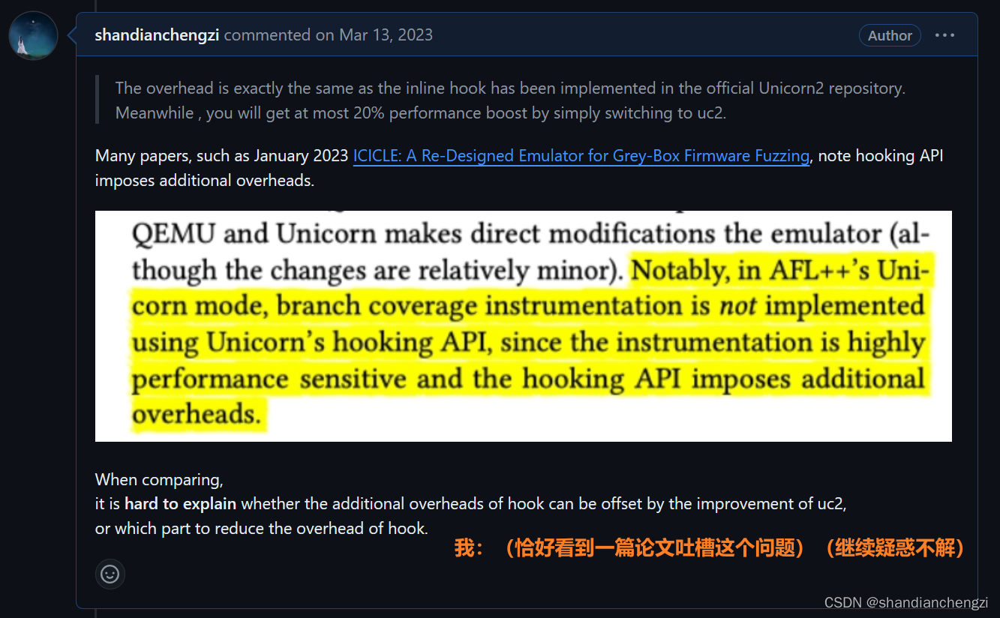 shandianchengzi commented on Mar 13, 2023
Author
The overhead is exactly the same as the inline hook has been implemented in the official Unicorn2 repository.
Meanwhile , you will get at most 20% performance boost by simply switching to uc2.
Many papers, such as January 2023 ICICLE: A Re-Designed Emulator for Grey-Box Firmware Fuzzing, note hooking API
imposes additional overheads.
QEMU and Unicorn makes direct modifications the emulator (al-
though the changes are relatively minor). Notably, in AFL++’s Uni-
corn mode, branch coverage instrumentation is not implemented
using Unicorn’s hooking API, since the instrumentation is highly
performance sensitive and the hooking API imposes additional
overheads.
When comparing,
it is hard to explain whether the additional overheads of hook can be offset by the improvement of uc2,
or which part to reduce the overhead of hook.
我：（恰好看到一篇论文吐槽这个问题）（继续疑惑不解）
CSDN @shandianchengzi